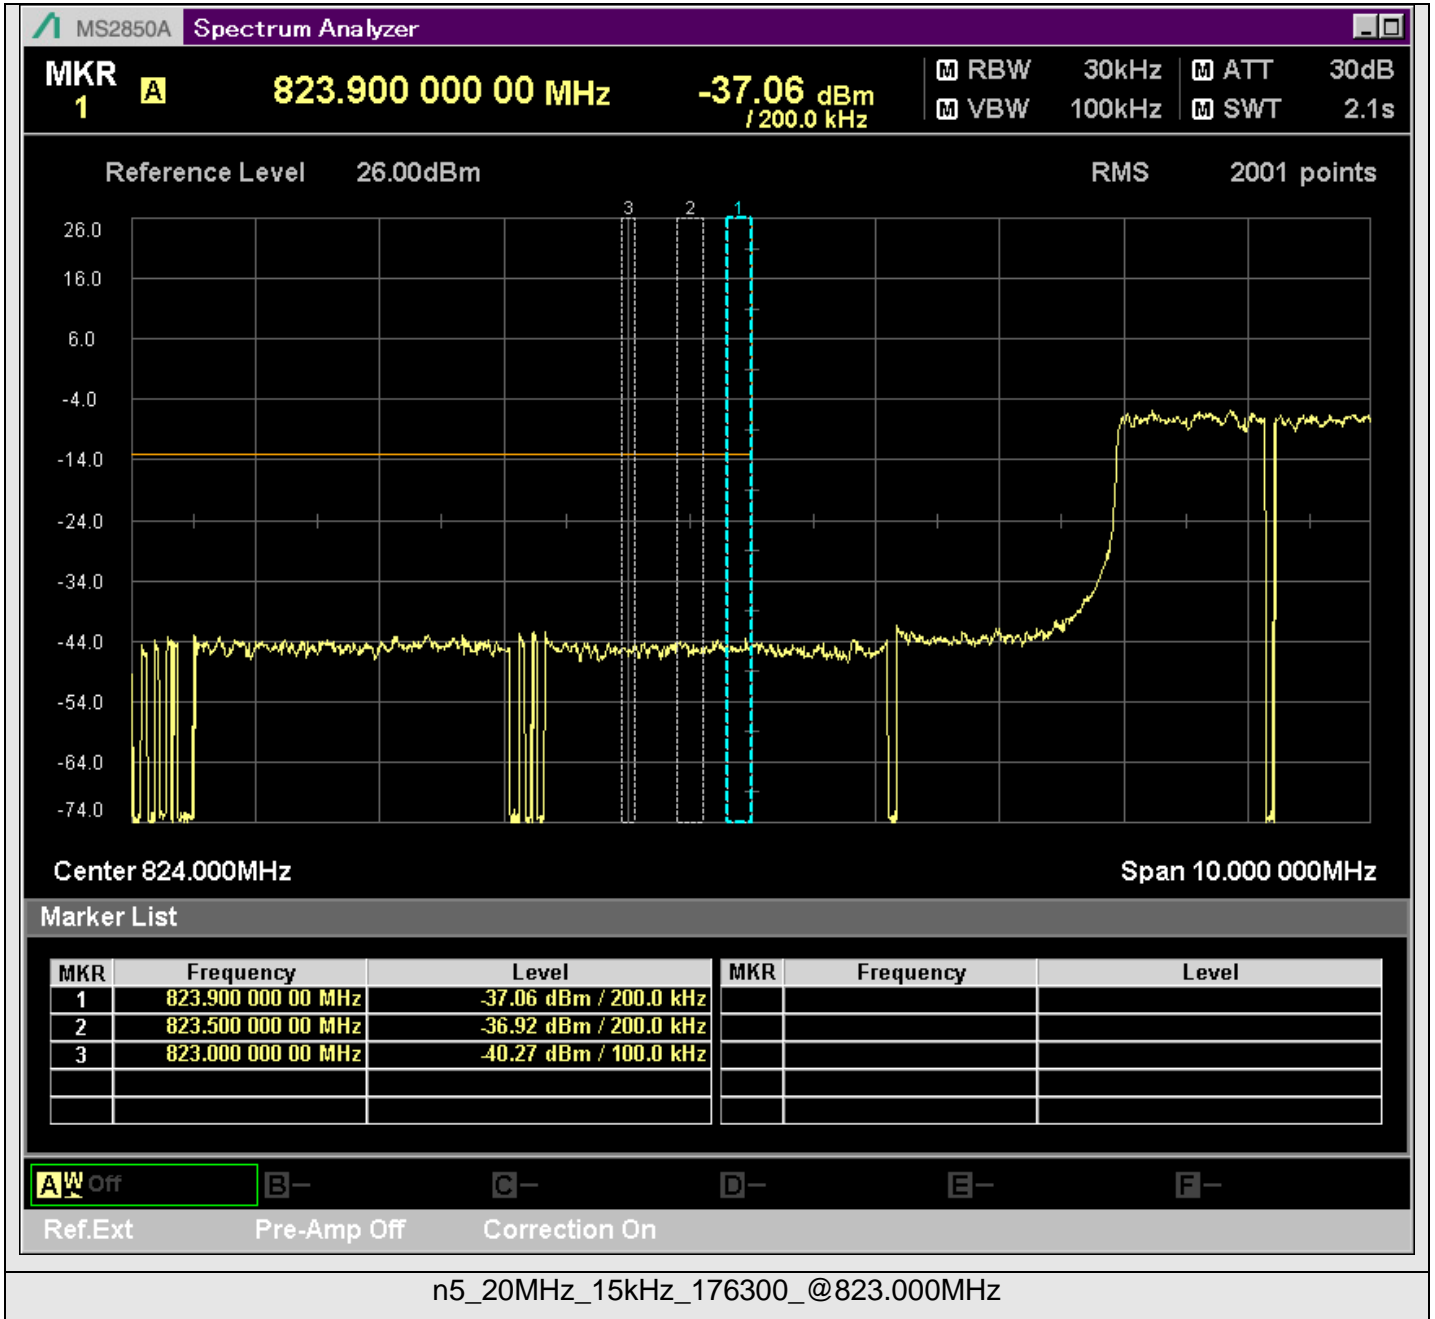 MS2850A Spectrum Analyzer
MKR 1 A 823.900 000 00 MHz -37.06 dBm / 200.0 kHz
M RBW 30kHz M ATT 30dB
M VBW 100kHz M SWT 2.1s
Reference Level 26.00dBm RMS 2001 points
3 2 1
26.0
16.0
6.0
-4.0
-14.0
-24.0
-34.0
-44.0
-54.0
-64.0
-74.0
Center 824.000MHz Span 10.000 000MHz
Marker List
MKR Frequency Level MKR Frequency Level
1 823.900 000 00 MHz -37.06 dBm / 200.0 kHz
2 823.500 000 00 MHz -36.92 dBm / 200.0 kHz
3 823.000 000 00 MHz -40.27 dBm / 100.0 kHz
A W Off B — C — D — E — F —
Ref.Ext Pre-Amp Off Correction On
n5_20MHz_15kHz_176300_@823.000MHz